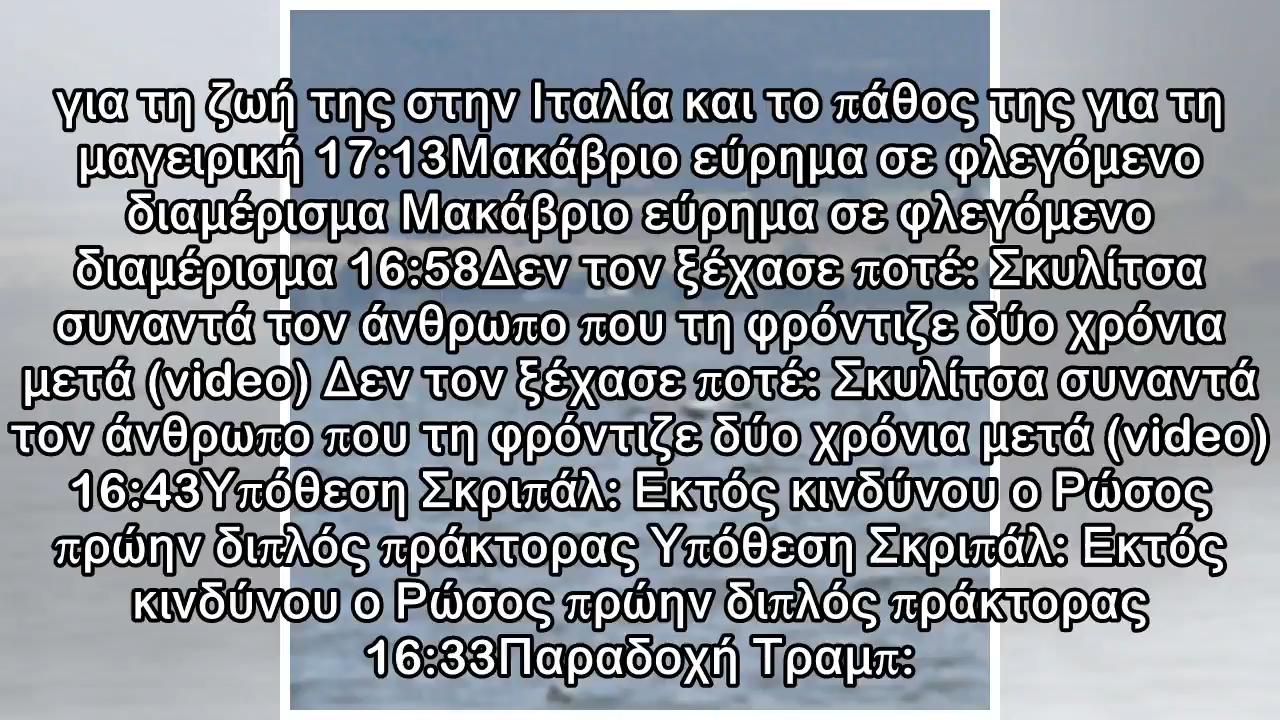 για τη ζωή της στην Ιταλία και το πάθος της για τη
μαγειρική 17:13Μακάβριο εύρημα σε φλεγόμενο
διαμέρισμα Μακάβριο εύρημα σε φλεγόμενο
διαμέρισμα 16:58Δεν τον ξέχασε ποτέ: Σκυλίτσα
συναντά τον άνθρωπο που τη φρόντιζε δύο χρόνια
μετά (video) Δεν τον ξέχασε ποτέ: Σκυλίτσα συναντά
τον άνθρωπο που τη φρόντιζε δύο χρόνια μετά (video)
16:43Υπόθεση Σκριπάλ: Εκτός κινδύνου ο Ρώσος
πρώην διπλός πράκτορας Υπόθεση Σκριπάλ: Εκτός
κινδύνου ο Ρώσος πρώην διπλός πράκτορας
16:33Παραδοχή Τραμπ: